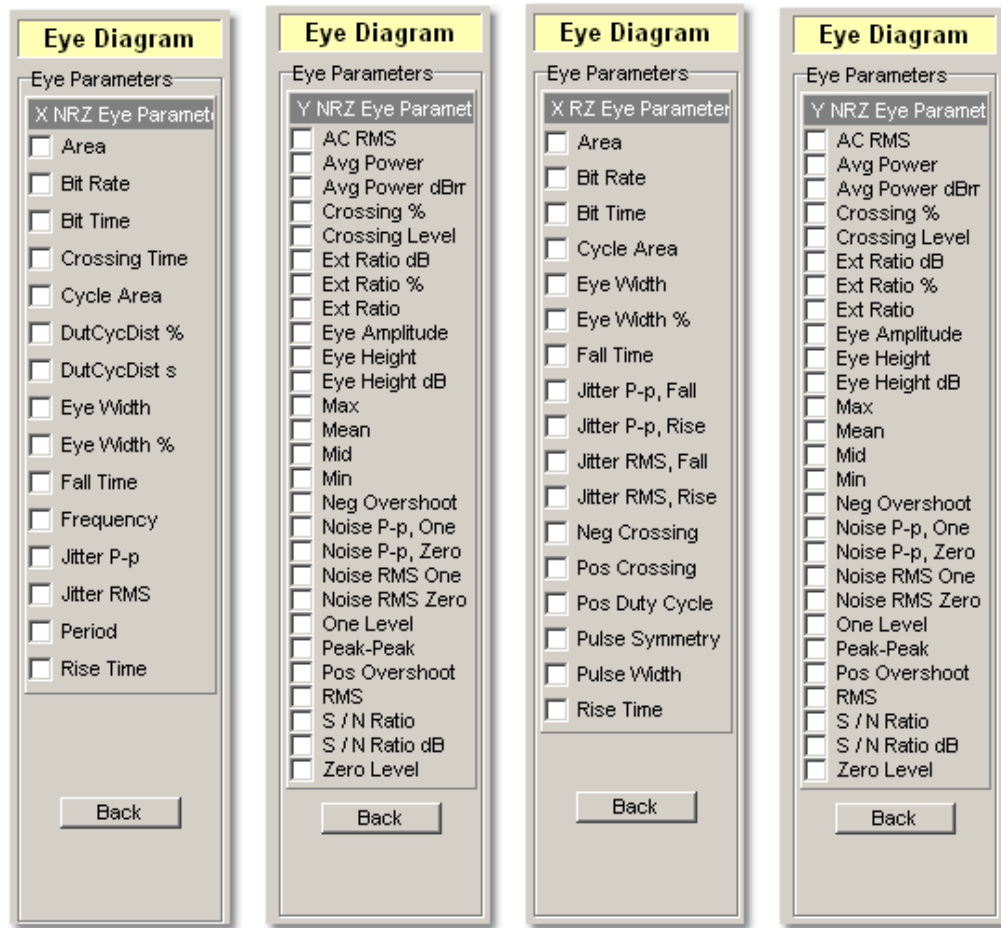 Eye Diagram
Eye Parameters
X NRZ Eye Paramet
Area
Bit Rate
Bit Time
Crossing Time
Cycle Area
DutCycDist %
DutCycDist s
Eye Width
Eye Width %
Fall Time
Frequency
Jitter P-p
Jitter RMS
Period
Rise Time
Back
Eye Diagram
Eye Parameters
Y NRZ Eye Paramet
AC RMS
Avg Power
Avg Power dBm
Crossing %
Crossing Level
Ext Ratio dB
Ext Ratio %
Ext Ratio
Eye Amplitude
Eye Height
Eye Height dB
Max
Mean
Mid
Min
Neg Overshoot
Noise P-p, One
Noise P-p, Zero
Noise RMS One
Noise RMS Zero
One Level
Peak-Peak
Pos Overshoot
RMS
S / N Ratio
S / N Ratio dB
Zero Level
Back
Eye Diagram
Eye Parameters
X RZ Eye Parameter
Area
Bit Rate
Bit Time
Cycle Area
Eye Width
Eye Width %
Fall Time
Jitter P-p, Fall
Jitter P-p, Rise
Jitter RMS, Fall
Jitter RMS, Rise
Neg Crossing
Pos Crossing
Pos Duty Cycle
Pulse Symmetry
Pulse Width
Rise Time
Back
Eye Diagram
Eye Parameters
Y NRZ Eye Paramet
AC RMS
Avg Power
Avg Power dBm
Crossing %
Crossing Level
Ext Ratio dB
Ext Ratio %
Ext Ratio
Eye Amplitude
Eye Height
Eye Height dB
Max
Mean
Mid
Min
Neg Overshoot
Noise P-p, One
Noise P-p, Zero
Noise RMS One
Noise RMS Zero
One Level
Peak-Peak
Pos Overshoot
RMS
S / N Ratio
S / N Ratio dB
Zero Level
Back